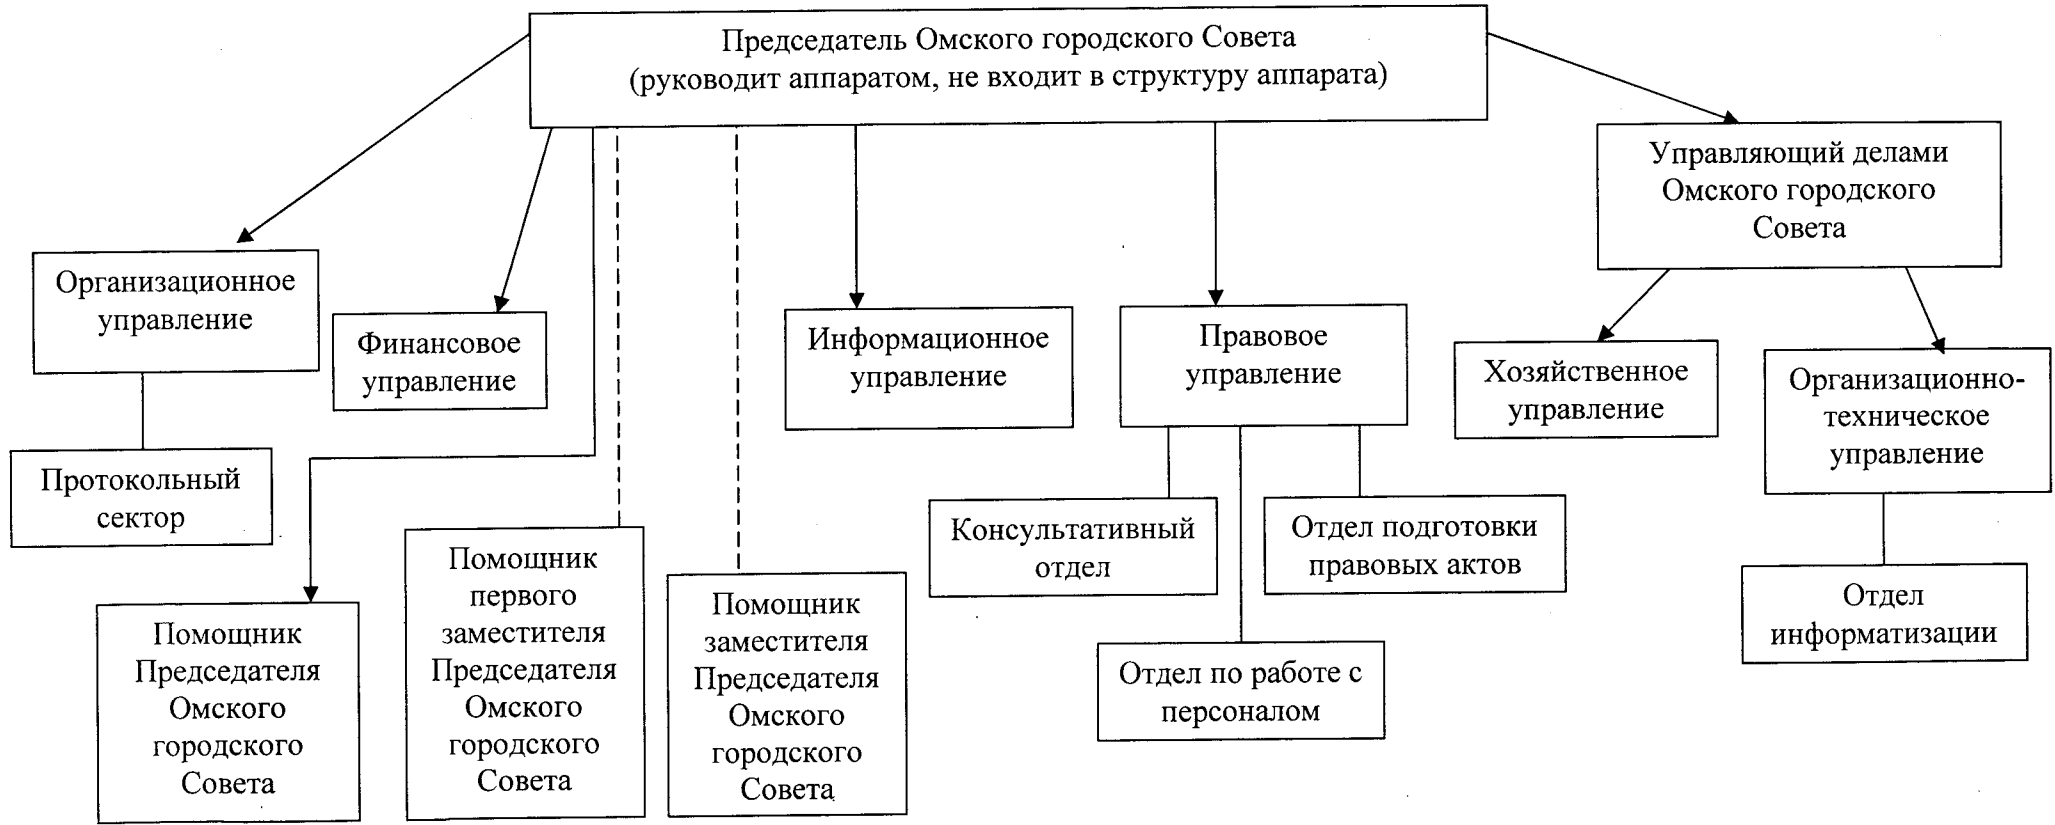 Председатель Омского городского Совета
(руководит аппаратом, не входит в структуру аппарата)
Управляющий делами
Омского городского
Совета
Организационное
управление
Финансовое
управление
Информационное
управление
Правовое
управление
Хозяйственное
управление
Организационно-
техническое
управление
Протокольный
сектор
Консультативный
отдел
Отдел подготовки
правовых актов
Отдел
информатизации
Помощник
Председателя
Омского
городского
Совета
Помощник
первого
заместителя
Председателя
Омского
городского
Совета
Помощник
заместителя
Председателя
Омского
городского
Совета
Отдел по работе с
персоналом